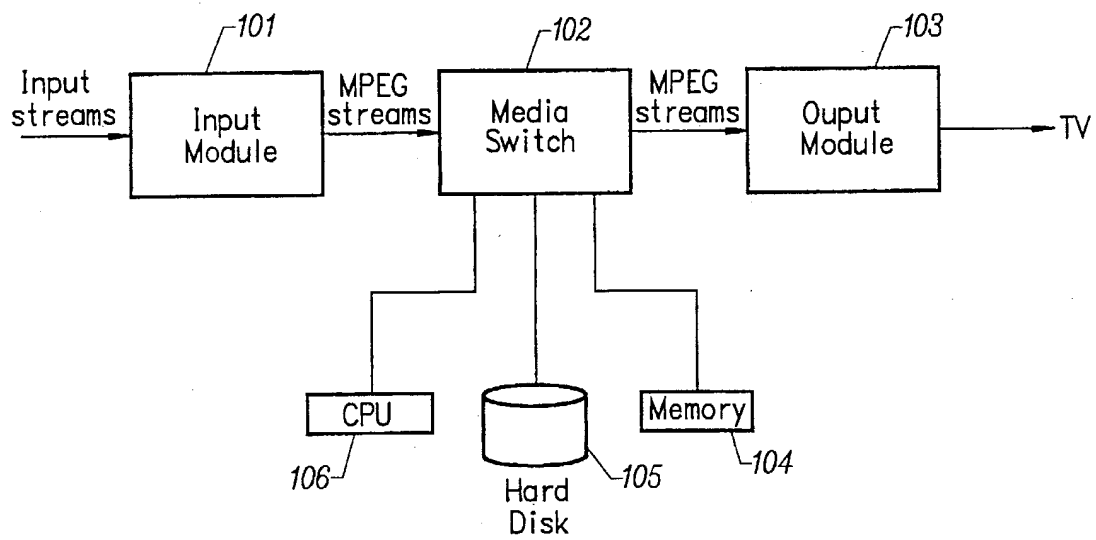 101
102
103
Input
streams
Input
Module
MPEG
streams
Media
Switch
MPEG
streams
Ouput
Module
TV
CPU
106
Hard
Disk
105
Memory
104